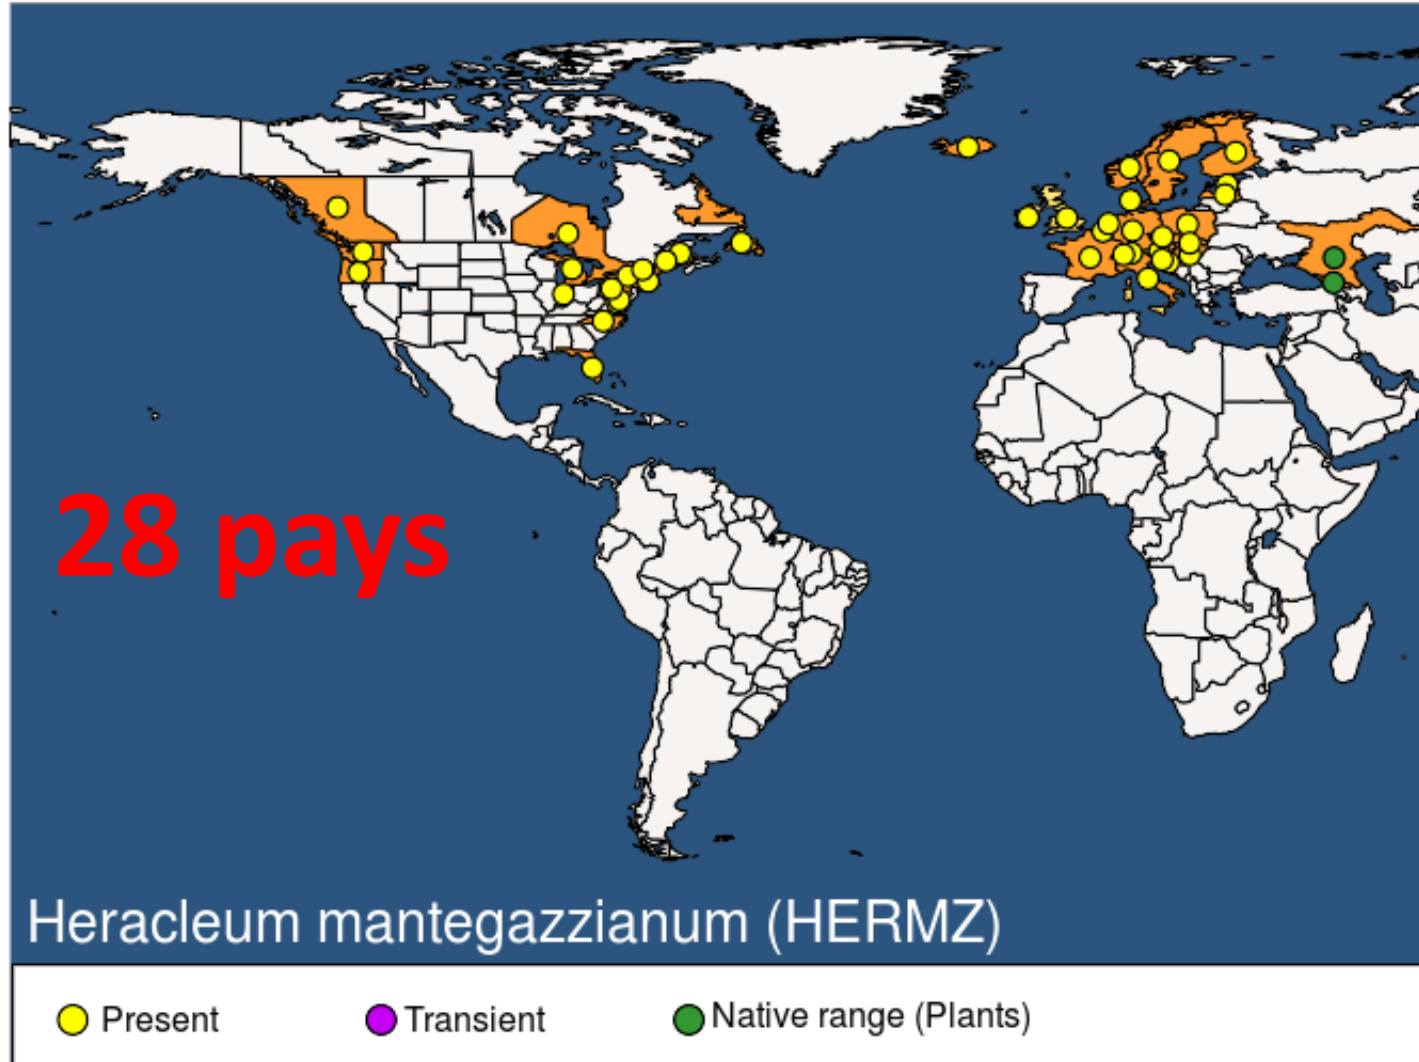 28 pays
Heracleum mantegazzianum (HERMZ)
Present Transient Native range (Plants)